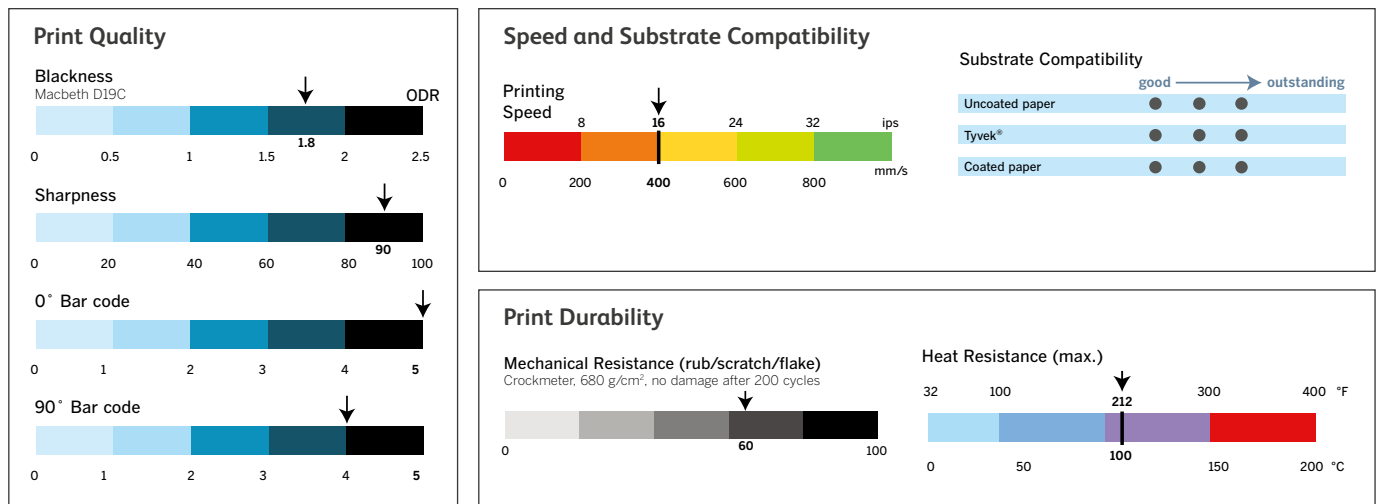 Print Quality
Blackness
Macbeth D19C
ODR
1.8
0 0.5 1 1.5 2 2.5
Sharpness
90
0 20 40 60 80 100
0° Bar code
0 1 2 3 4 5
90° Bar code
0 1 2 3 4 5
Speed and Substrate Compatibility
Printing
Speed
8 16 24 32 ips
mm/s
0 200 400 600 800
Substrate Compatibility
good outstanding
Uncoated paper
Tyvek®
Coated paper
Print Durability
Mechanical Resistance (rub/scratch/flake)
Crockmeter, 680 g/cm², no damage after 200 cycles
60
0 100
Heat Resistance (max.)
32 100 212 300 400 °F
100
0 50 150 200 °C